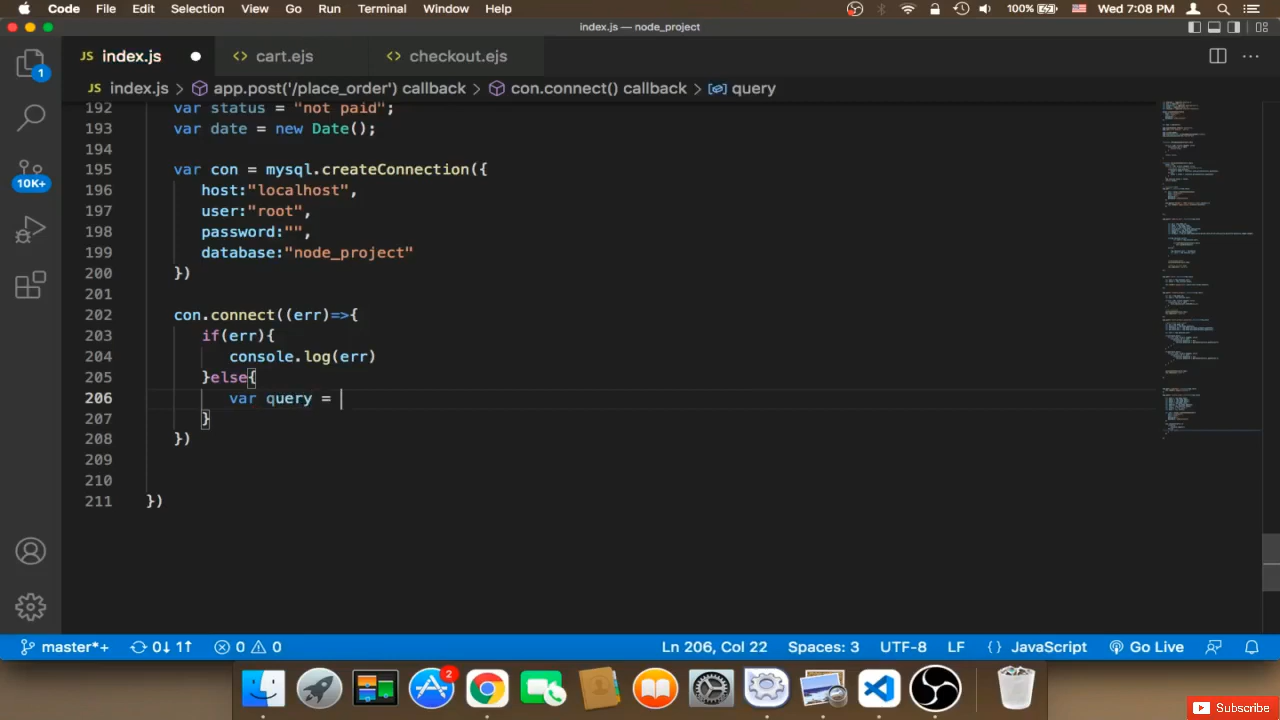 Code File Edit Selection View Go Run Terminal Window Help 100% Wed 7:08 PM
index.js — node_project
JS index.js <> cart.ejs <> checkout.ejs
JS index.js > app.post('/place_order') callback > con.connect() callback > query
1
10K+
192 var status = "not paid";
193 var date = new Date();
194
195 var con = mysql.createConnection({
196 host:"localhost",
197 user:"root",
198 password:"",
199 database:"node_project"
200 })
201
202 con.connect((err)=>{
203 if(err){
204 console.log(err)
205 }else{
206 var query =
207 }
208 })
209
210
211 })
master*+ 0↓ 1↑ 0 0 Ln 206, Col 22 Spaces: 3 UTF-8 LF {} JavaScript Go Live
2
Subscribe